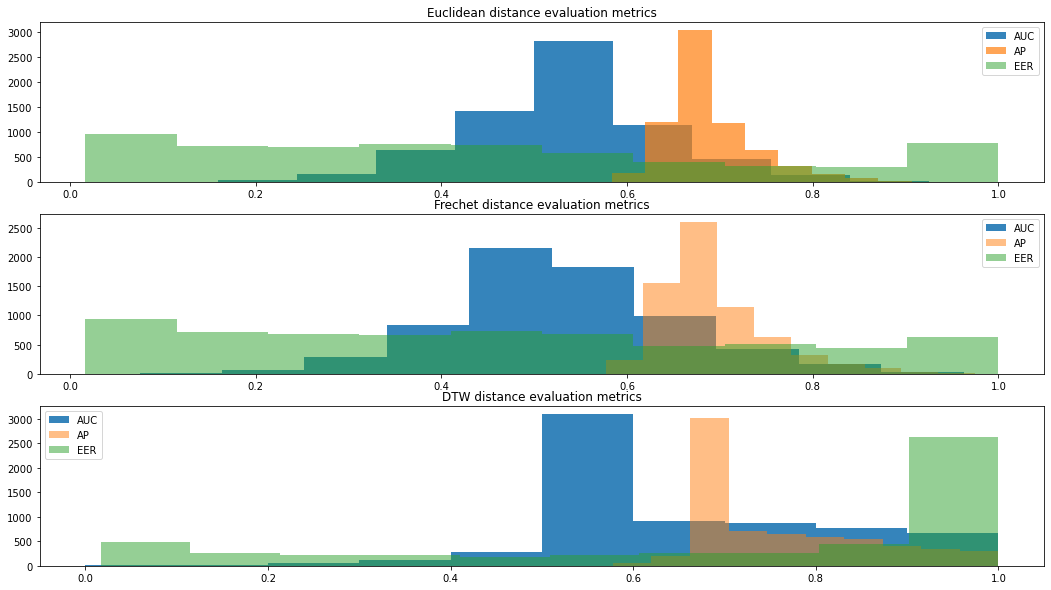 Euclidean distance evaluation metrics
3000
2500
2000
1500
1000
500
0
AUC
AP
EER
0.0 0.2 0.4 0.6 0.8 1.0
Frechet distance evaluation metrics
2500
2000
1500
1000
500
0
AUC
AP
EER
0.0 0.2 0.4 0.6 0.8 1.0
DTW distance evaluation metrics
3000
2500
2000
1500
1000
500
0
AUC
AP
EER
0.0 0.2 0.4 0.6 0.8 1.0